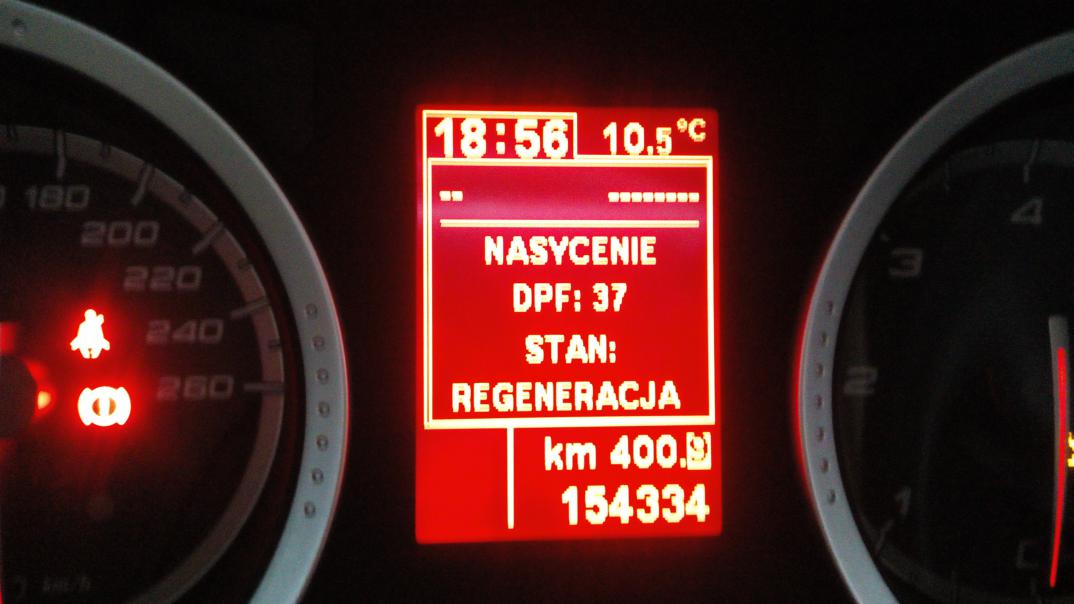 18:56 10.5°C
-- --------
NASYCENIE
DPF: 37
STAN:
REGENERACJA
km 400.9
154334
180
200
220
240
260
km/h
4
3
2
1
C